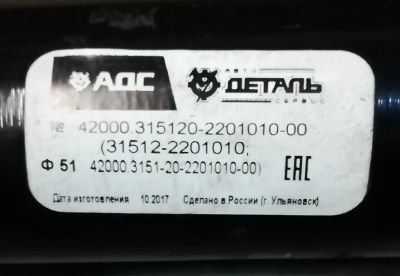 АДС АВТО ДЕТАЛЬ СЕРВИС
№ 42000.315120-2201010-00
(31512-2201010;
Ф 51 42000.3151-20-2201010-00)
EAC
Дата изготовления 10.2017 Сделано в России (г. Ульяновск)